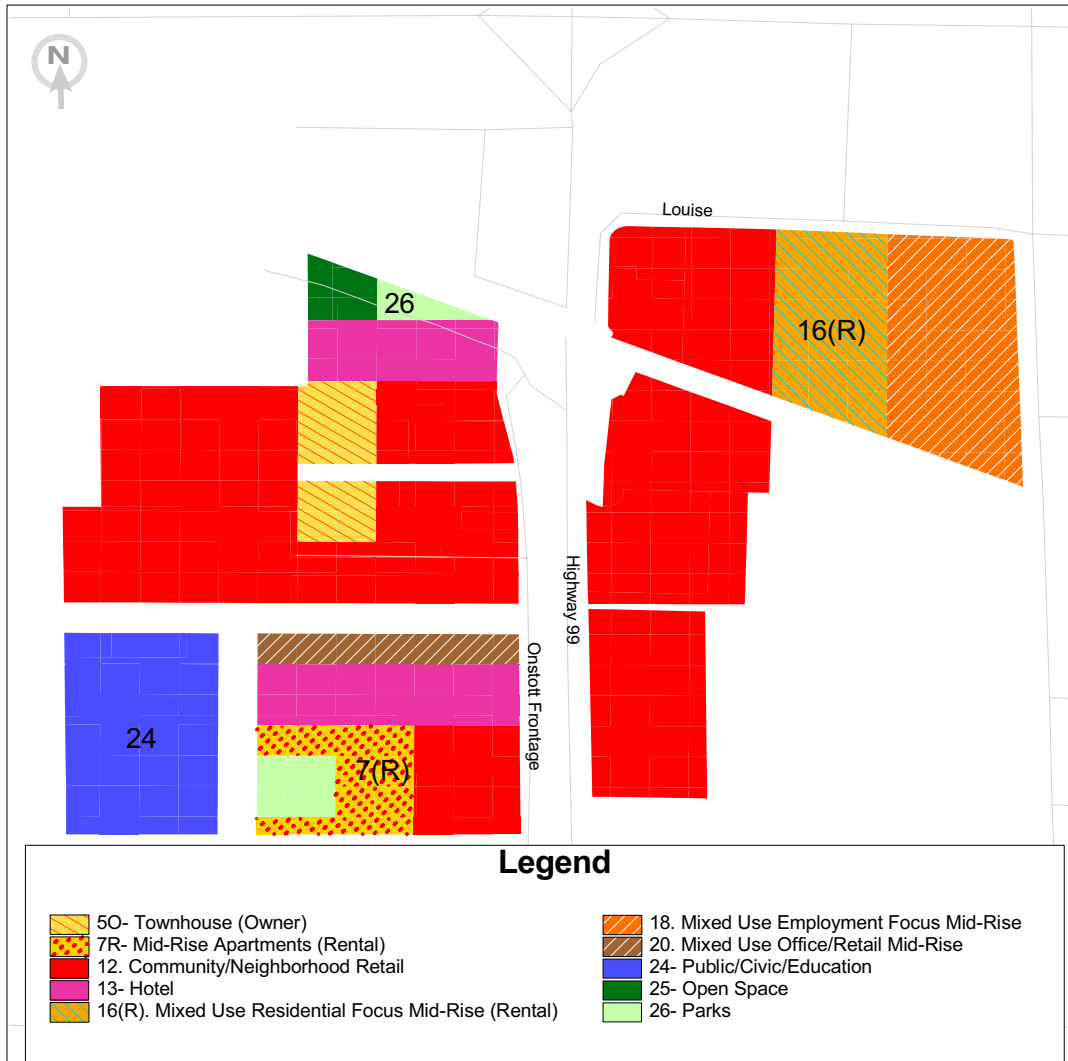 N
Louise
26
16(R)
Highway 99
Onstott Frontage
24
7(R)
Legend
5O- Townhouse (Owner)
7R- Mid-Rise Apartments (Rental)
12. Community/Neighborhood Retail
13- Hotel
16(R). Mixed Use Residential Focus Mid-Rise (Rental)
18. Mixed Use Employment Focus Mid-Rise
20. Mixed Use Office/Retail Mid-Rise
24- Public/Civic/Education
25- Open Space
26- Parks